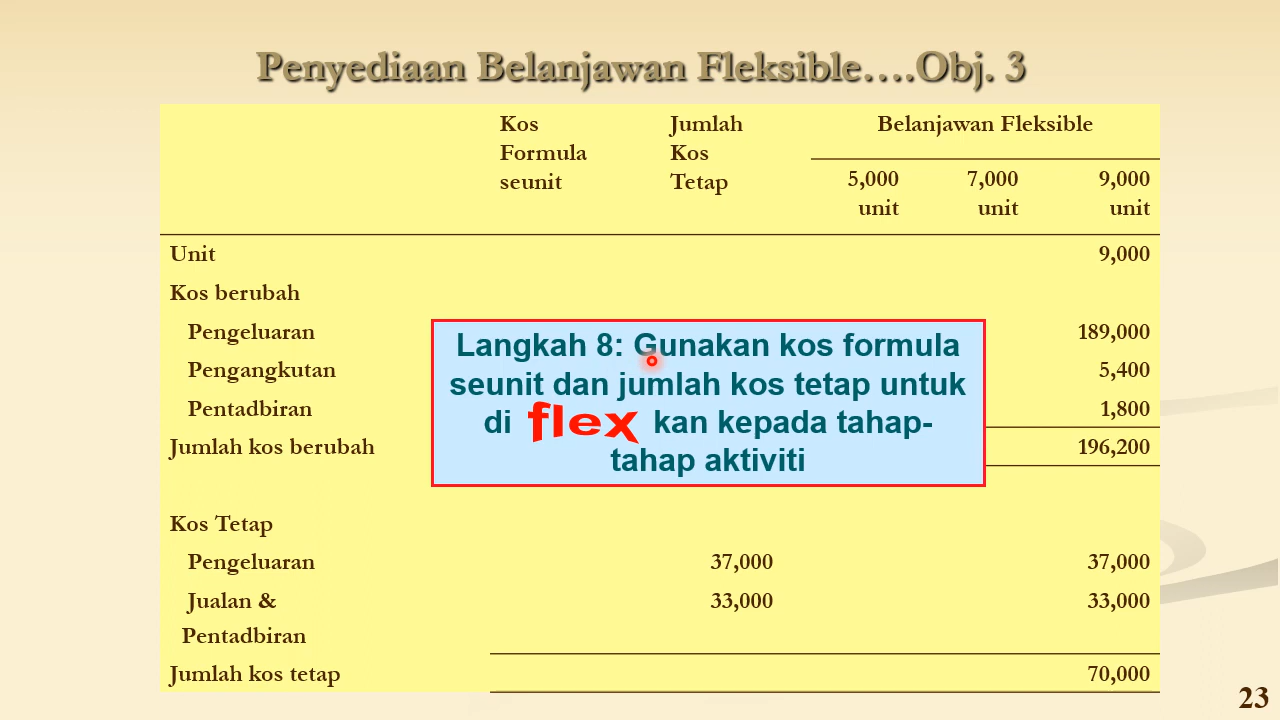 Penyediaan Belanjawan Fleksible….Obj. 3
Kos Formula seunit
Jumlah Kos Tetap
Belanjawan Fleksible
5,000 unit
7,000 unit
9,000 unit
Unit 9,000
Kos berubah
Pengeluaran 189,000
Pengangkutan 5,400
Pentadbiran 1,800
Jumlah kos berubah 196,200
Langkah 8: Gunakan kos formula
seunit dan jumlah kos tetap untuk
di flex kan kepada tahap-
tahap aktiviti
Kos Tetap
Pengeluaran 37,000 37,000
Jualan & 33,000 33,000
Pentadbiran
Jumlah kos tetap 70,000
23